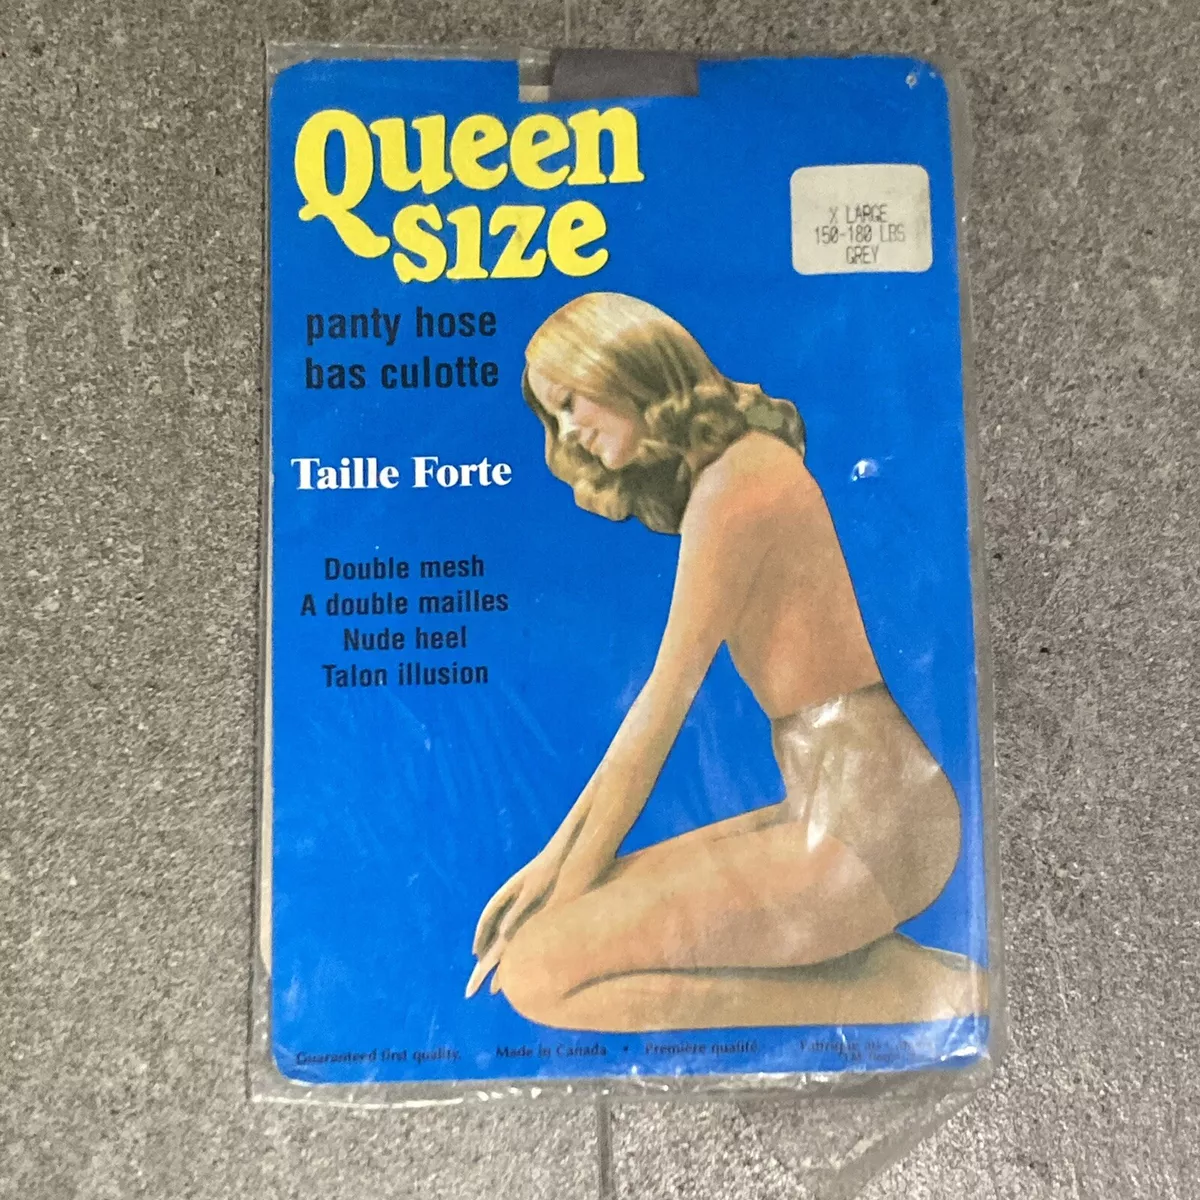 Queen
size
X LARGE
150-180 LBS
GREY
panty hose
bas culotte
Taille Forte
Double mesh
A double mailles
Nude heel
Talon illusion
Guaranteed first quality. Made in Canada • Première qualité.